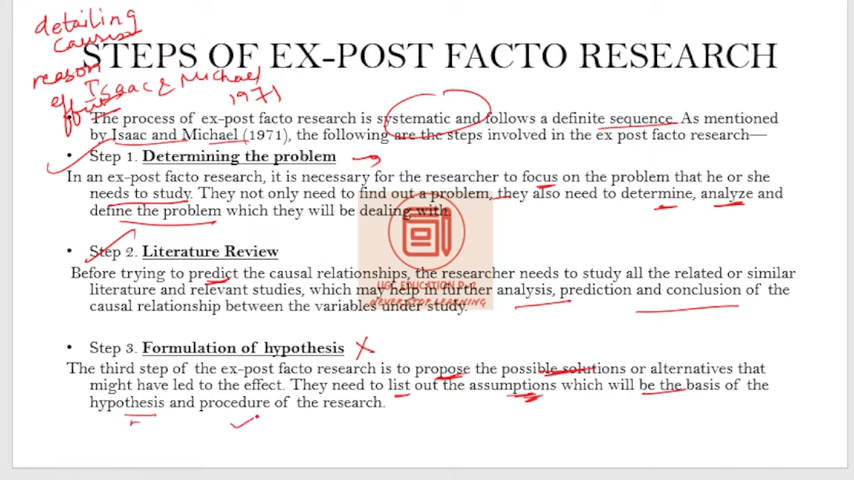 detailing
causes
reason
Isaac & Michael
1971
STEPS OF EX-POST FACTO RESEARCH
• The process of ex-post facto research is systematic and follows a definite sequence. As mentioned
by Isaac and Michael (1971), the following are the steps involved in the ex post facto research—
• Step 1. Determining the problem
In an ex-post facto research, it is necessary for the researcher to focus on the problem that he or she
needs to study. They not only need to find out a problem, they also need to determine, analyze and
define the problem which they will be dealing with.
• Step 2. Literature Review
Before trying to predict the causal relationships, the researcher needs to study all the related or similar
literature and relevant studies, which may help in further analysis, prediction and conclusion of the
causal relationship between the variables under study.
UGC EDUCATION
NEVER STOP LEARNING
• Step 3. Formulation of hypothesis
The third step of the ex-post facto research is to propose the possible solutions or alternatives that
might have led to the effect. They need to list out the assumptions which will be the basis of the
hypothesis and procedure of the research.